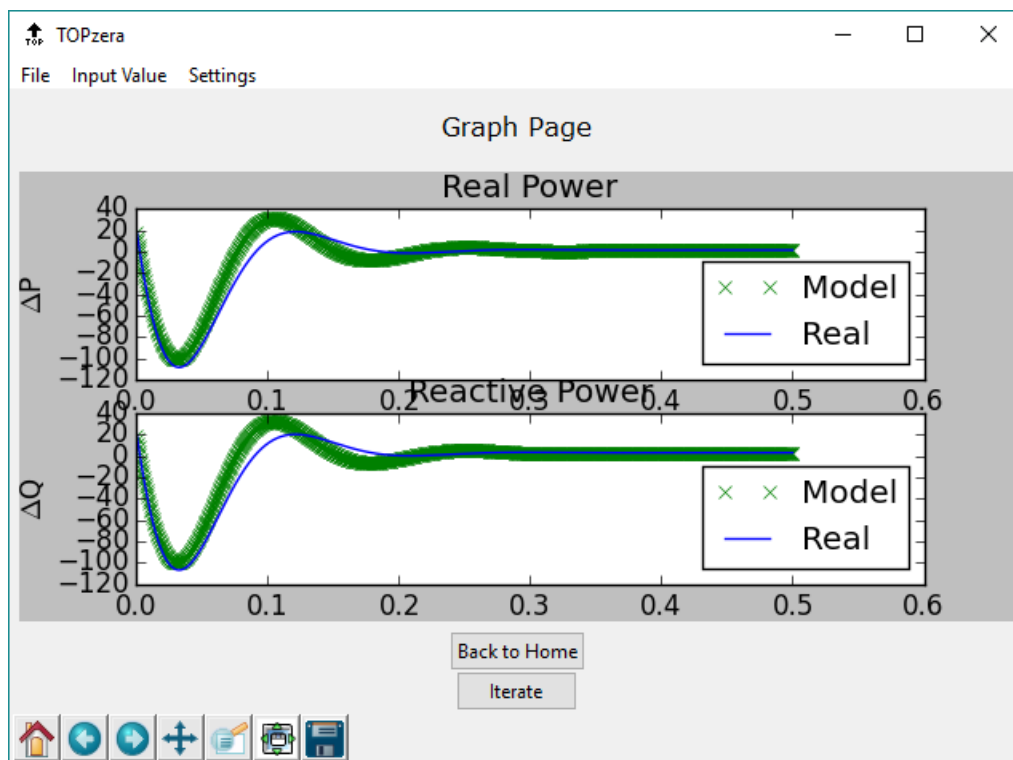 TOP TOPzera
File Input Value Settings
Graph Page
Real Power
40
20
0
−20
−40
−60
−80
−100
−120
ΔP
Model
Real
0.0 0.1 0.2 0.3 0.4 0.5 0.6
Reactive Power
40
20
0
−20
−40
−60
−80
−100
−120
ΔQ
Model
Real
0.0 0.1 0.2 0.3 0.4 0.5 0.6
Back to Home
Iterate